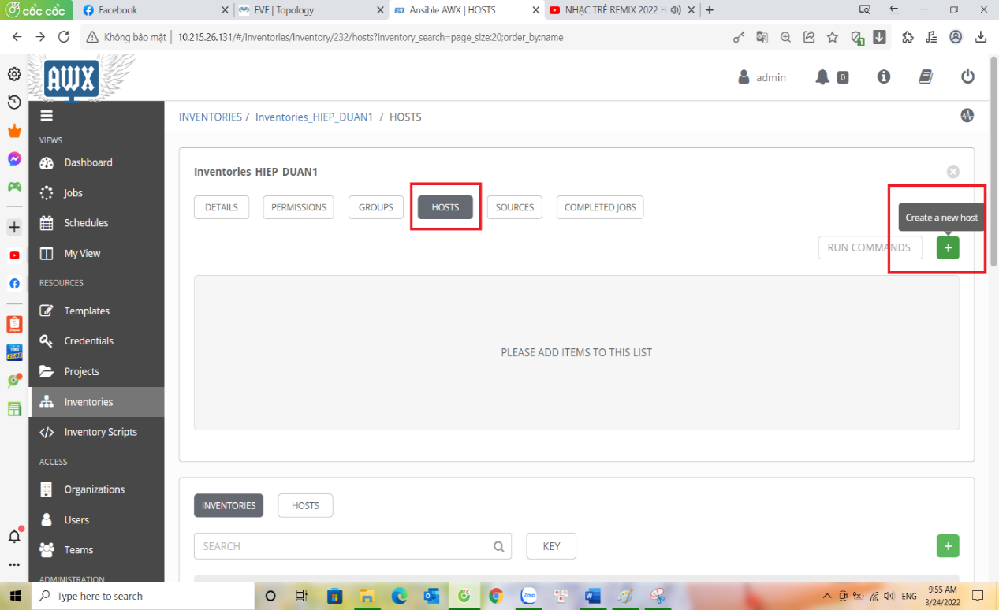 cốc cốc
Facebook
EVE | Topology
AWX Ansible AWX | HOSTS
NHẠC TRẺ REMIX 2022 H
Không bảo mật
10.215.26.131/#/inventories/inventory/232/hosts?inventory_search=page_size:20;order_by:name
1
AWX
admin
0
INVENTORIES / Inventories_HIEP_DUAN1 / HOSTS
VIEWS
Dashboard
Jobs
Schedules
My View
RESOURCES
Templates
Credentials
Projects
Inventories
Inventory Scripts
ACCESS
Organizations
Users
Teams
ADMINISTRATION
Inventories_HIEP_DUAN1
DETAILS
PERMISSIONS
GROUPS
HOSTS
SOURCES
COMPLETED JOBS
Create a new host
RUN COMMANDS
+
PLEASE ADD ITEMS TO THIS LIST
INVENTORIES
HOSTS
SEARCH
KEY
+
Type here to search
Zalo
ENG
9:55 AM
3/24/2022